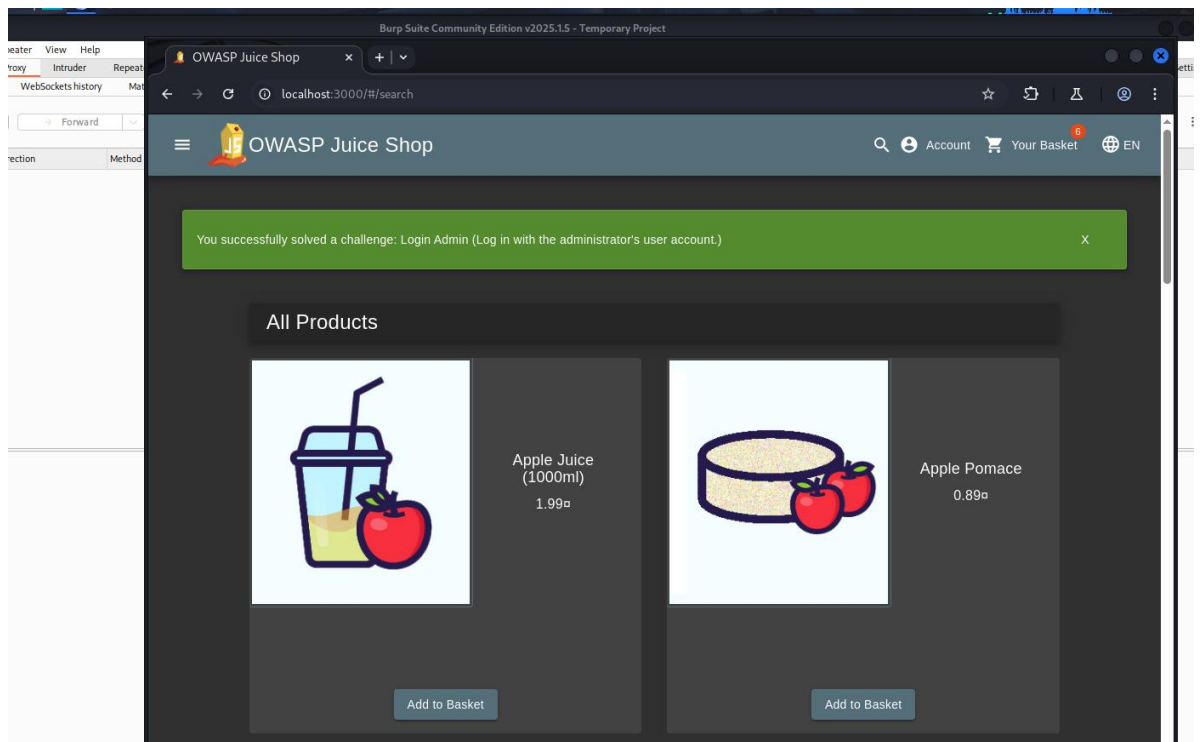 Burp Suite Community Edition v2025.1.5 - Temporary Project
peater View Help
roxy Intruder Repeat
WebSockets history Mat
Forward
rection Method
etti
OWASP Juice Shop
localhost:3000/#/search
OWASP Juice Shop
Account
Your Basket
6
EN
You successfully solved a challenge: Login Admin (Log in with the administrator's user account.)
X
All Products
Apple Juice
(1000ml)
1.99¤
Add to Basket
Apple Pomace
0.89¤
Add to Basket